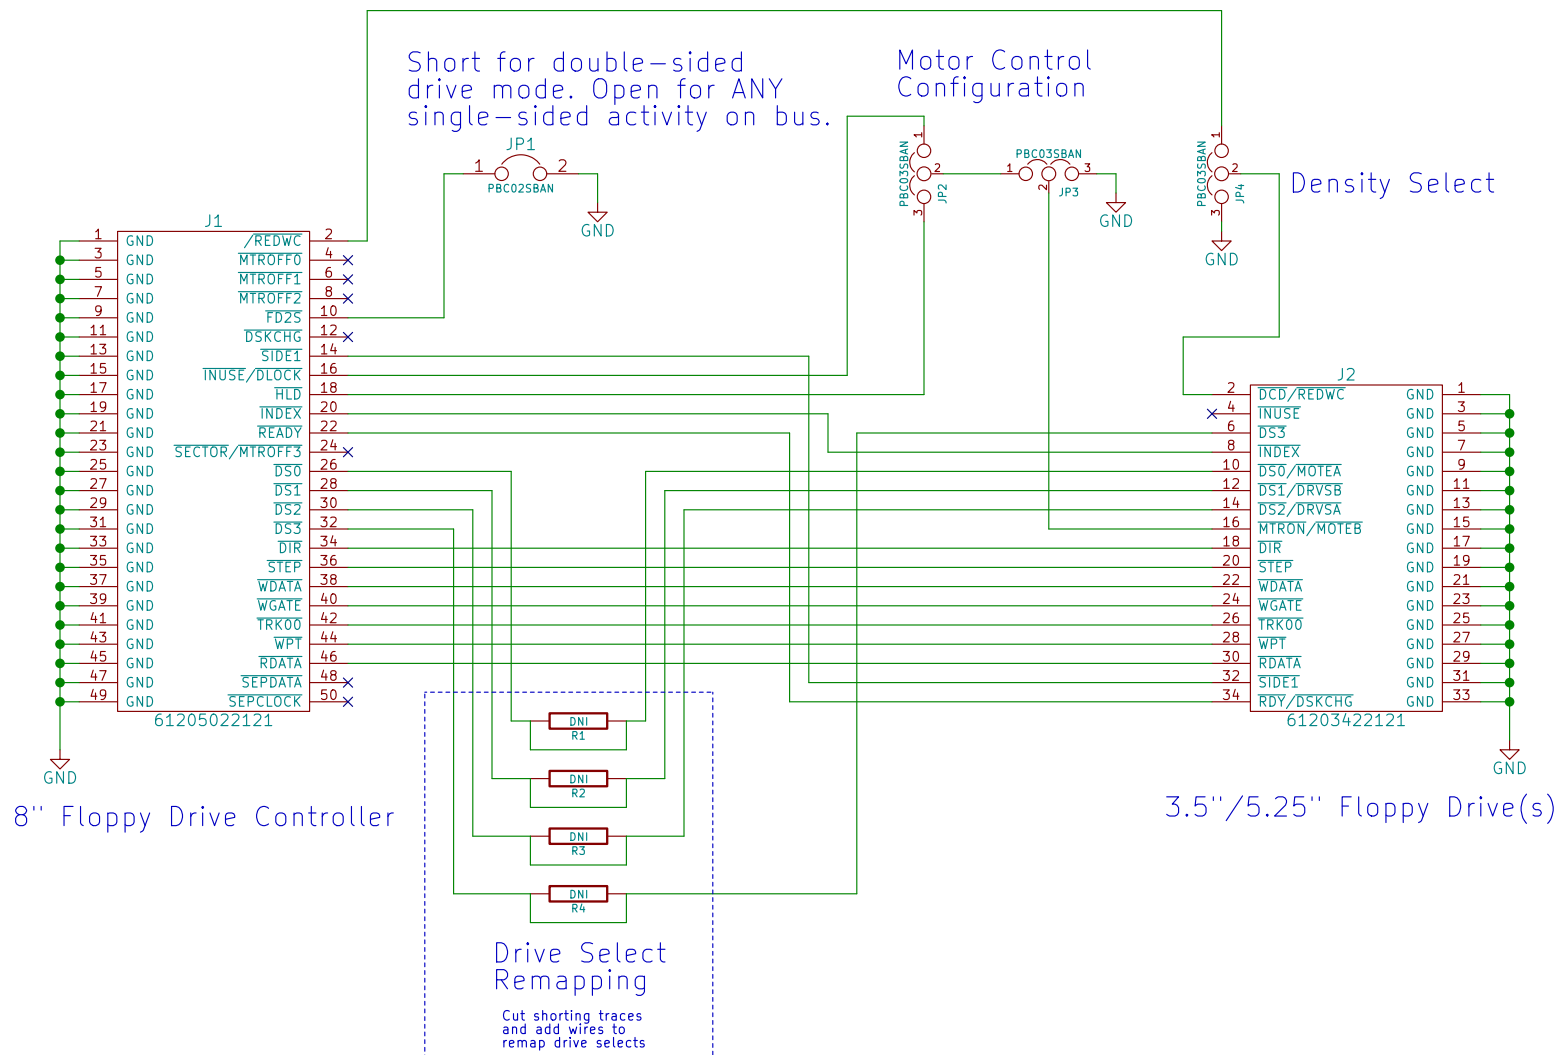 Short for double-sided
drive mode. Open for ANY
single-sided activity on bus.
Motor Control
Configuration
JP1
1 2
PBC02SBAN
GND
1
2
3
PBC03SBAN
JP2
PBC03SBAN
1 2 3
JP3
GND
1
2
3
PBC03SBAN
JP4
GND
Density Select
J1
1 GND /REDWC 2
3 GND MTROFF0 4
5 GND MTROFF1 6
7 GND MTROFF2 8
9 GND FD2S 10
11 GND DSKCHG 12
13 GND SIDE1 14
15 GND INUSE/DLOCK 16
17 GND HLD 18
19 GND INDEX 20
21 GND READY 22
23 GND SECTOR/MTROFF3 24
25 GND DS0 26
27 GND DS1 28
29 GND DS2 30
31 GND DS3 32
33 GND DIR 34
35 GND STEP 36
37 GND WDATA 38
39 GND WGATE 40
41 GND TRK00 42
43 GND WPT 44
45 GND RDATA 46
47 GND SEPDATA 48
49 GND SEPCLOCK 50
61205022121
GND
8" Floppy Drive Controller
J2
2 DCD/REDWC GND 1
4 INUSE GND 3
6 DS3 GND 5
8 INDEX GND 7
10 DS0/MOTEA GND 9
12 DS1/DRVSB GND 11
14 DS2/DRVSA GND 13
16 MTRON/MOTEB GND 15
18 DIR GND 17
20 STEP GND 19
22 WDATA GND 21
24 WGATE GND 23
26 TRK00 GND 25
28 WPT GND 27
30 RDATA GND 29
32 SIDE1 GND 31
34 RDY/DSKCHG GND 33
61203422121
GND
3.5"/5.25" Floppy Drive(s)
DNI
R1
DNI
R2
DNI
R3
DNI
R4
Drive Select
Remapping
Cut shorting traces
and add wires to
remap drive selects